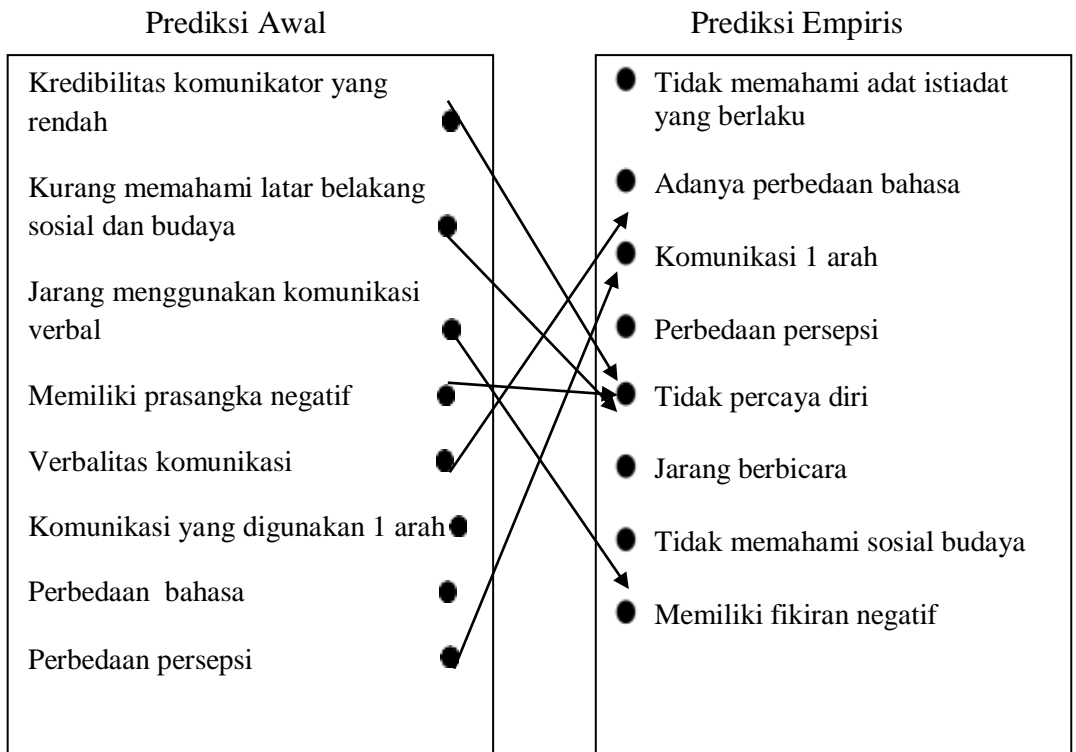 Prediksi Awal
Prediksi Empiris
Kredibilitas komunikator yang
rendah
Kurang memahami latar belakang
sosial dan budaya
Jarang menggunakan komunikasi
verbal
Memiliki prasangka negatif
Verbalitas komunikasi
Komunikasi yang digunakan 1 arah
Perbedaan bahasa
Perbedaan persepsi
Tidak memahami adat istiadat
yang berlaku
Adanya perbedaan bahasa
Komunikasi 1 arah
Perbedaan persepsi
Tidak percaya diri
Jarang berbicara
Tidak memahami sosial budaya
Memiliki fikiran negatif